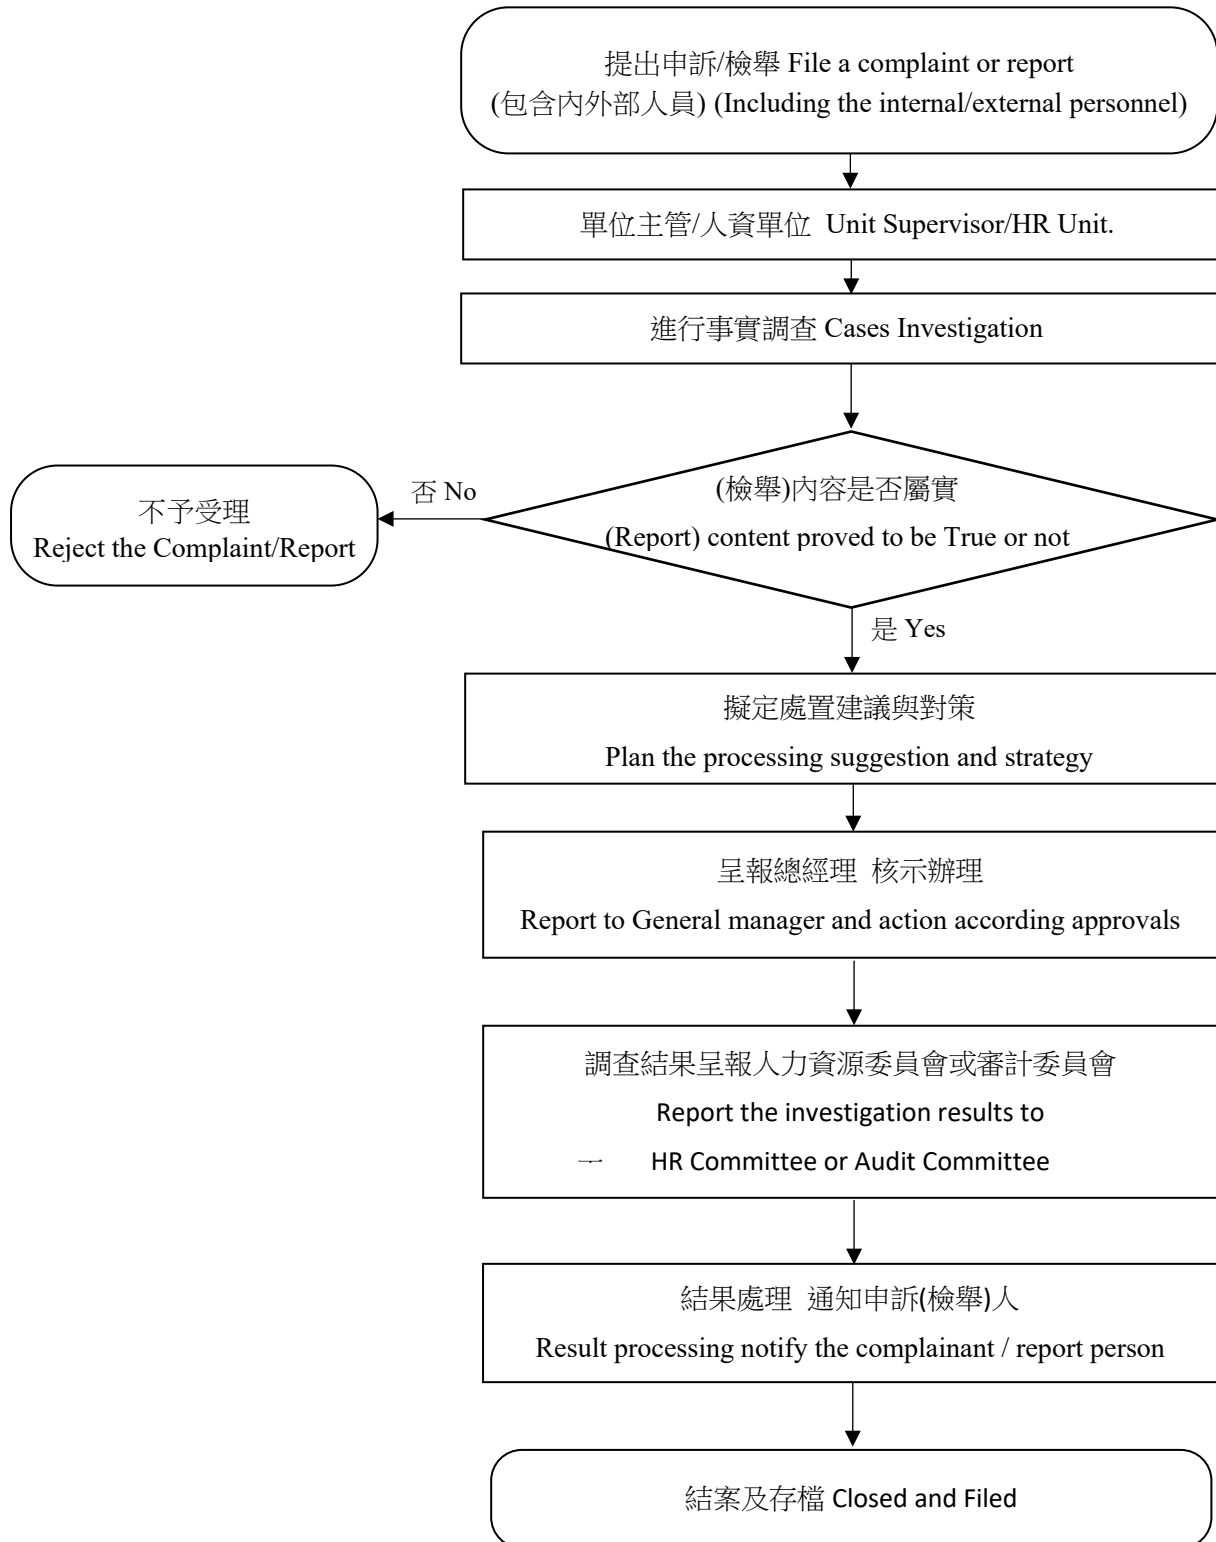 提出申訴/檢舉 File a complaint or report
(包含內外部人員) (Including the internal/external personnel)
單位主管/人資單位 Unit Supervisor/HR Unit.
進行事實調查 Cases Investigation
(檢舉)內容是否屬實
(Report) content proved to be True or not
否 No
不予受理
Reject the Complaint/Report
是 Yes
擬定處置建議與對策
Plan the processing suggestion and strategy
呈報總經理 核示辦理
Report to General manager and action according approvals
調查結果呈報人力資源委員會或審計委員會
Report the investigation results to
HR Committee or Audit Committee
結果處理 通知申訴(檢舉)人
Result processing notify the complainant / report person
結案及存檔 Closed and Filed